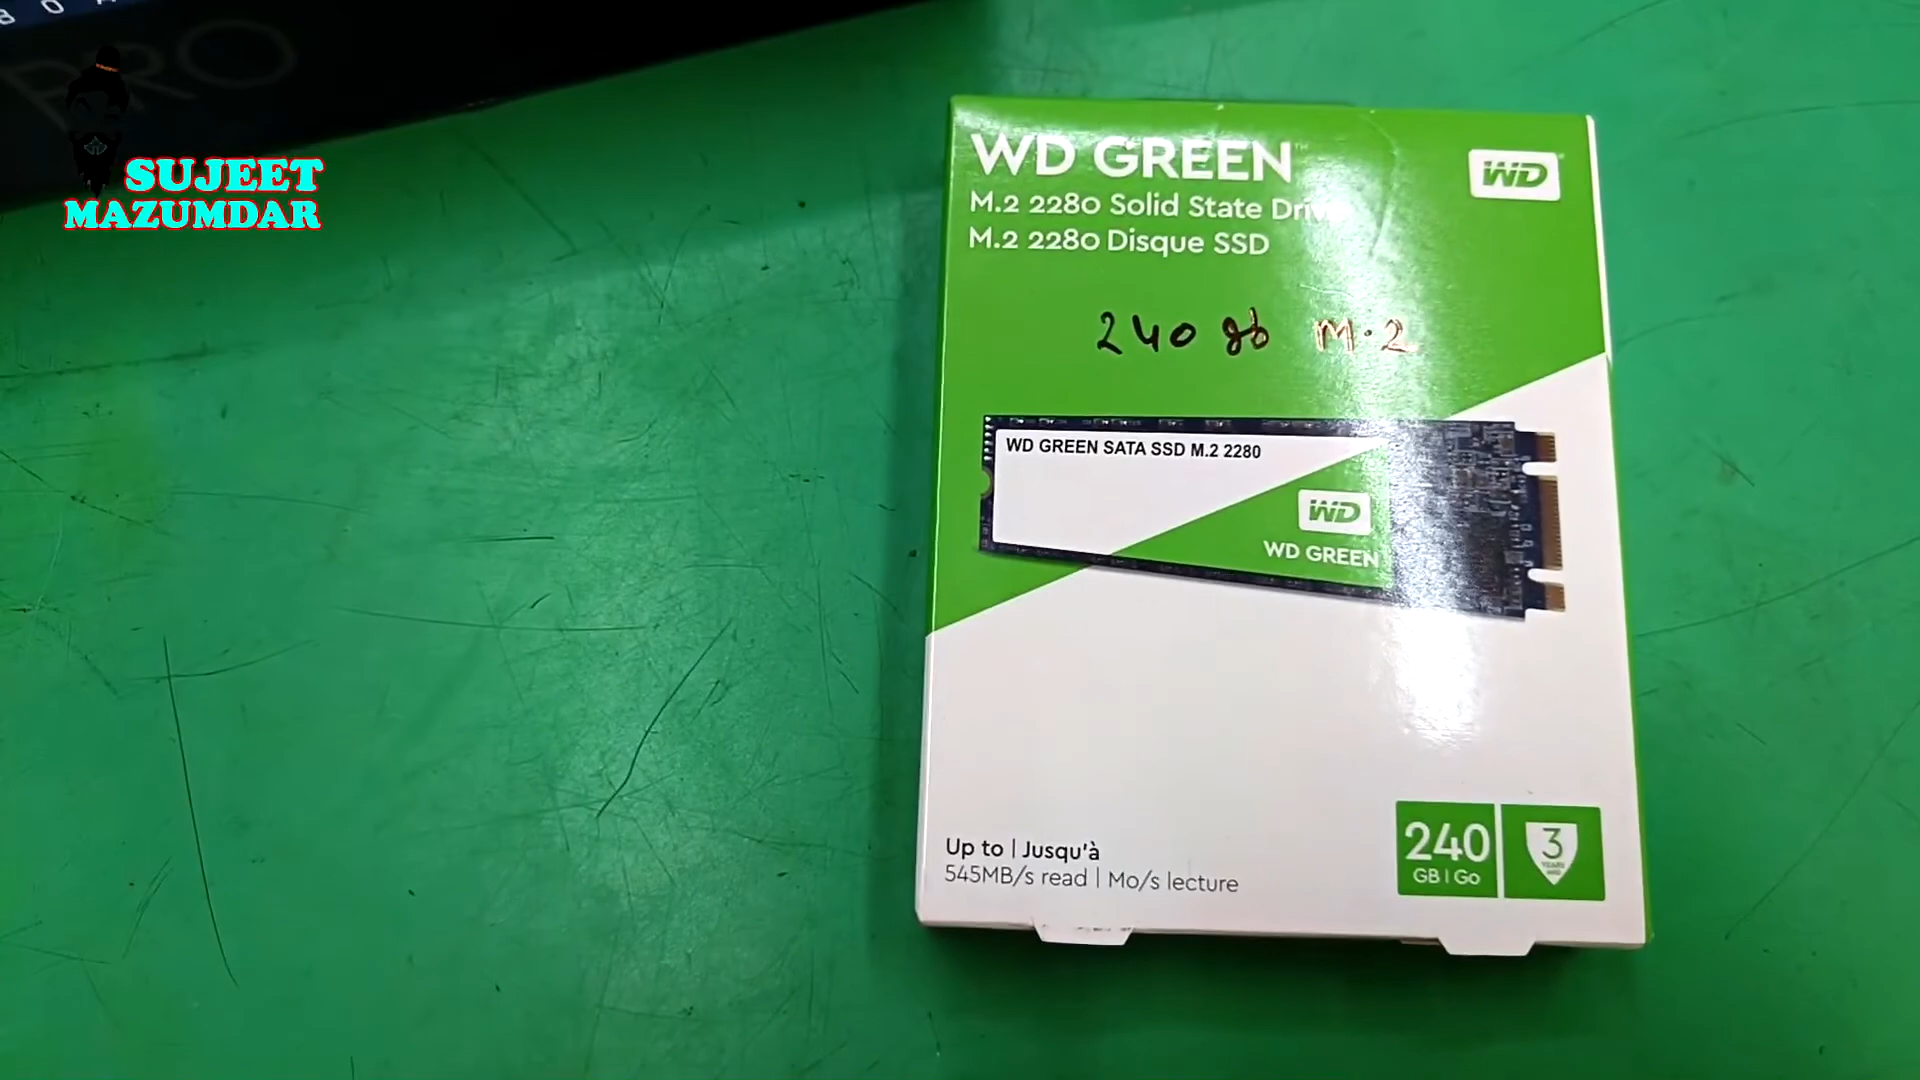 PRO
SUJEET
MAZUMDAR
WD GREEN
WD
M.2 2280 Solid State
M.2 2280 Disque SSD
240 gb M.2
WD GREEN SATA SSD M.2 2280
WD
WD GREEN
Up to | Jusqu'à
545MB/s read | Mo/s lecture
240
GB | Go
3